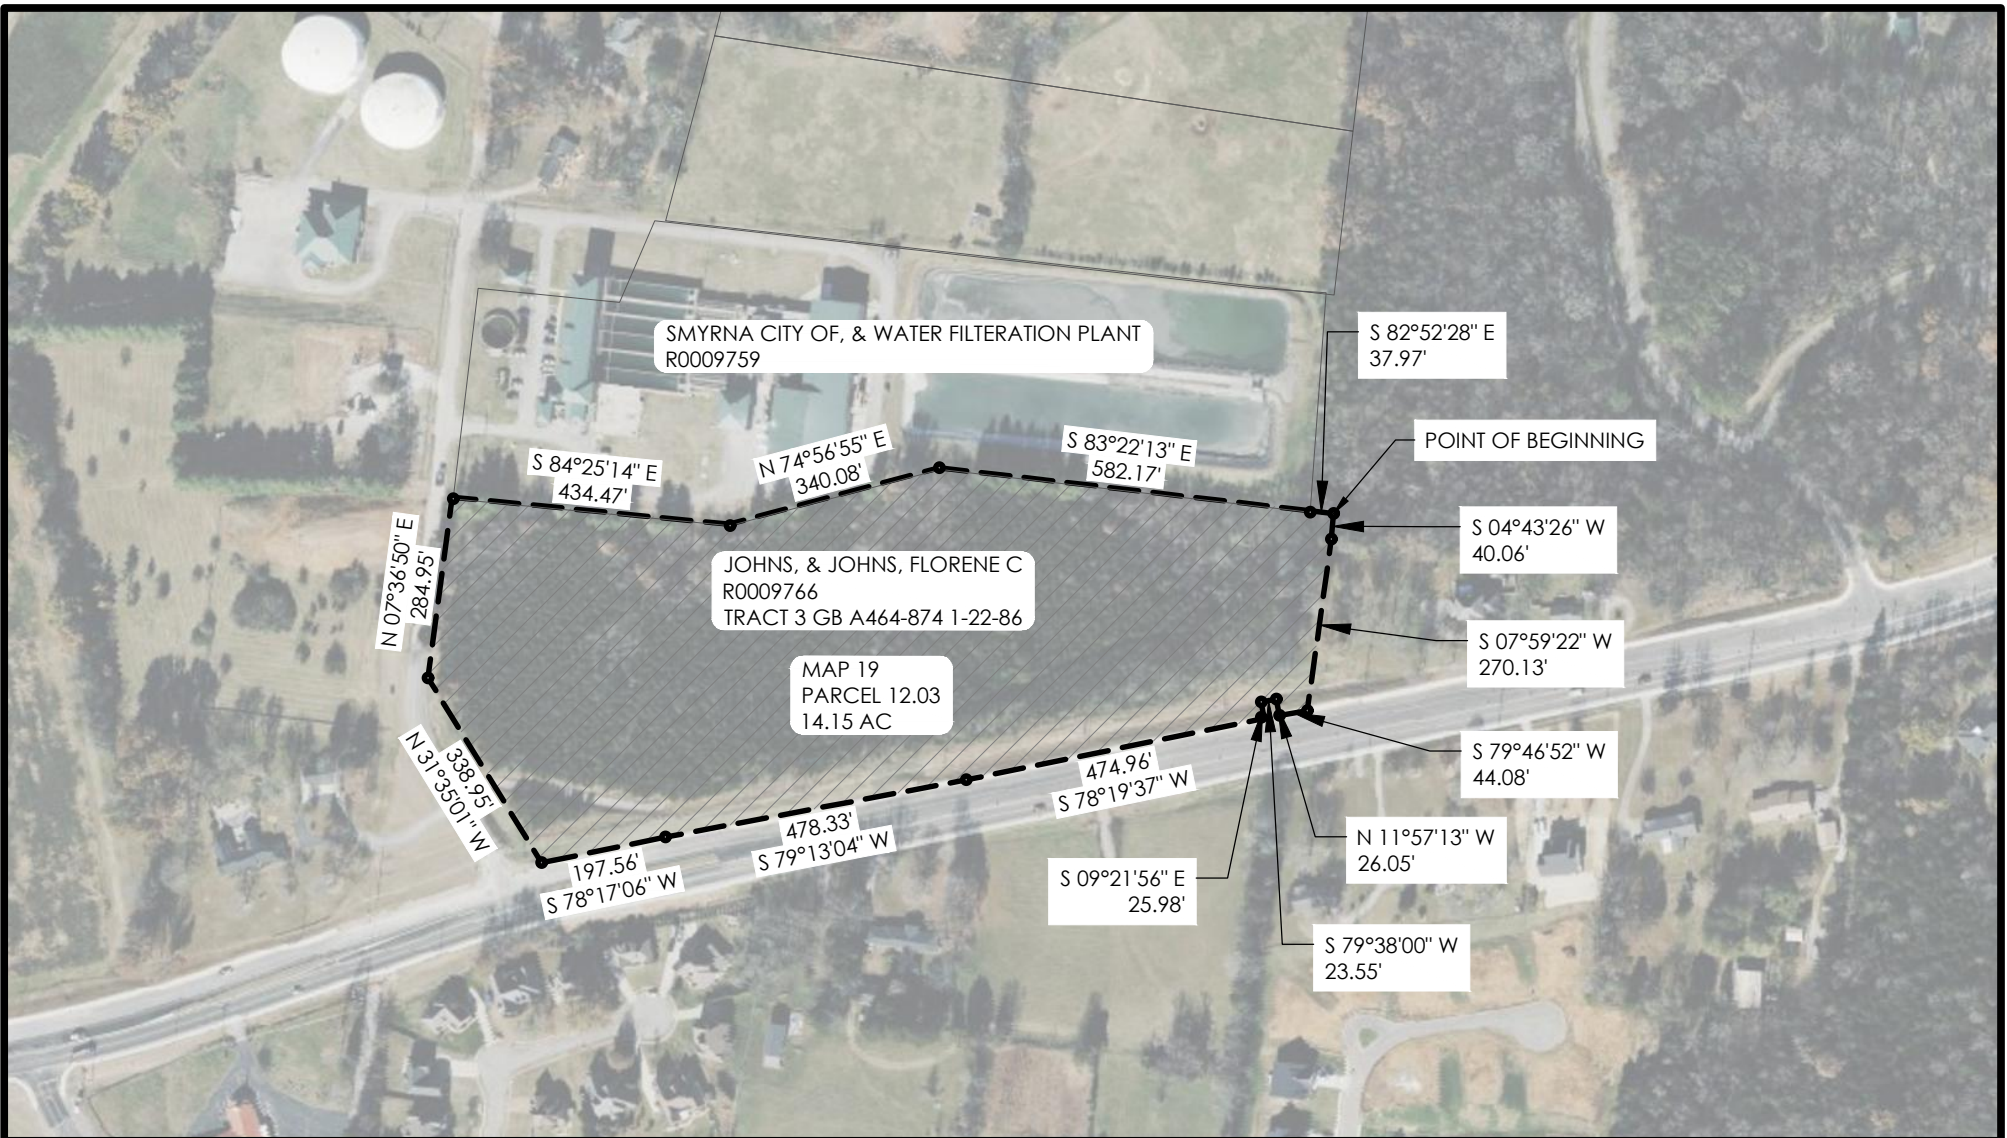 SMYRNA CITY OF, & WATER FILTERATION PLANT
R0009759
S 82°52'28" E
37.97'
POINT OF BEGINNING
S 84°25'14" E
434.47'
N 74°56'55" E
340.08'
S 83°22'13" E
582.17'
S 04°43'26" W
40.06'
N 07°36'50" E
284.95'
JOHNS, & JOHNS, FLORENE C
R0009766
TRACT 3 GB A464-874 1-22-86
S 07°59'22" W
270.13'
MAP 19
PARCEL 12.03
14.15 AC
338.95'
N 31°35'01" W
S 79°46'52" W
44.08'
474.96'
S 78°19'37" W
478.33'
S 79°13'04" W
197.56'
S 78°17'06" W
N 11°57'13" W
26.05'
S 09°21'56" E
25.98'
S 79°38'00" W
23.55'